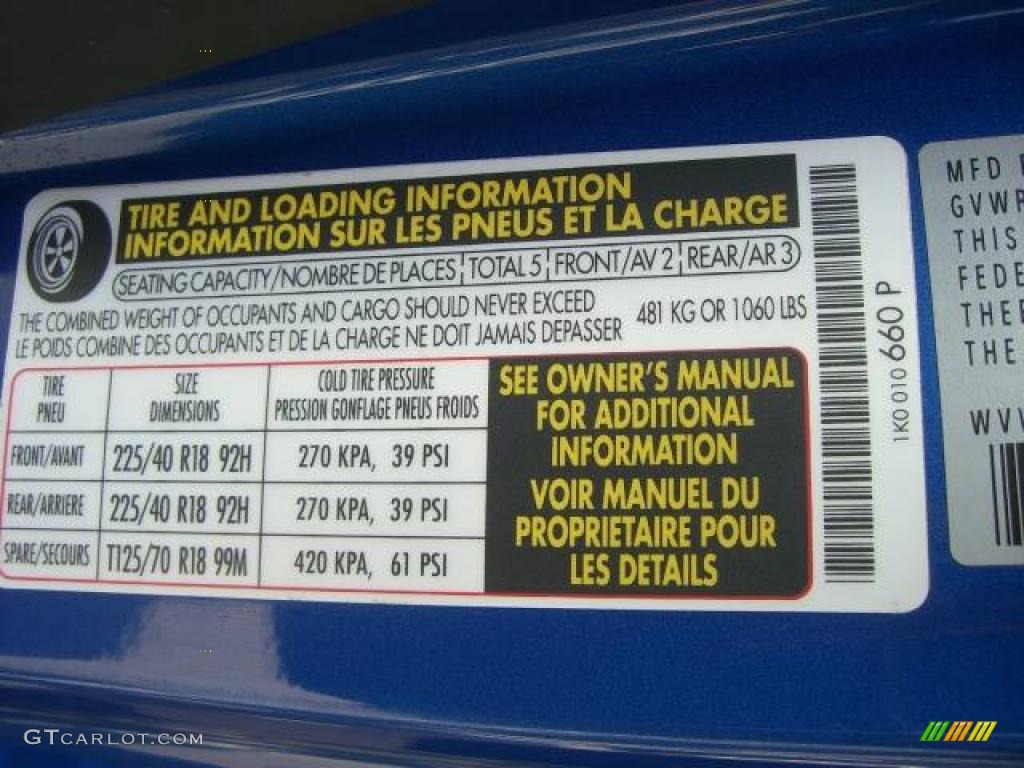 TIRE AND LOADING INFORMATION
INFORMATION SUR LES PNEUS ET LA CHARGE
SEATING CAPACITY/NOMBRE DE PLACES TOTAL 5 FRONT/AV 2 REAR/AR 3
THE COMBINED WEIGHT OF OCCUPANTS AND CARGO SHOULD NEVER EXCEED
LE POIDS COMBINE DES OCCUPANTS ET DE LA CHARGE NE DOIT JAMAIS DEPASSER
481 KG OR 1060 LBS
TIRE SIZE COLD TIRE PRESSURE
PNEU DIMENSIONS PRESSION GONFLAGE PNEUS FROIDS
FRONT/AVANT 225/40 R18 92H 270 KPA, 39 PSI
REAR/ARRIERE 225/40 R18 92H 270 KPA, 39 PSI
SPARE/SECOURS T125/70 R18 99M 420 KPA, 61 PSI
SEE OWNER'S MANUAL
FOR ADDITIONAL
INFORMATION
VOIR MANUEL DU
PROPRIETAIRE POUR
LES DETAILS
1K0 010 660 P
MFD
GVWR
THIS
FEDE
THE
THE
WVW
GTCARLOT.COM